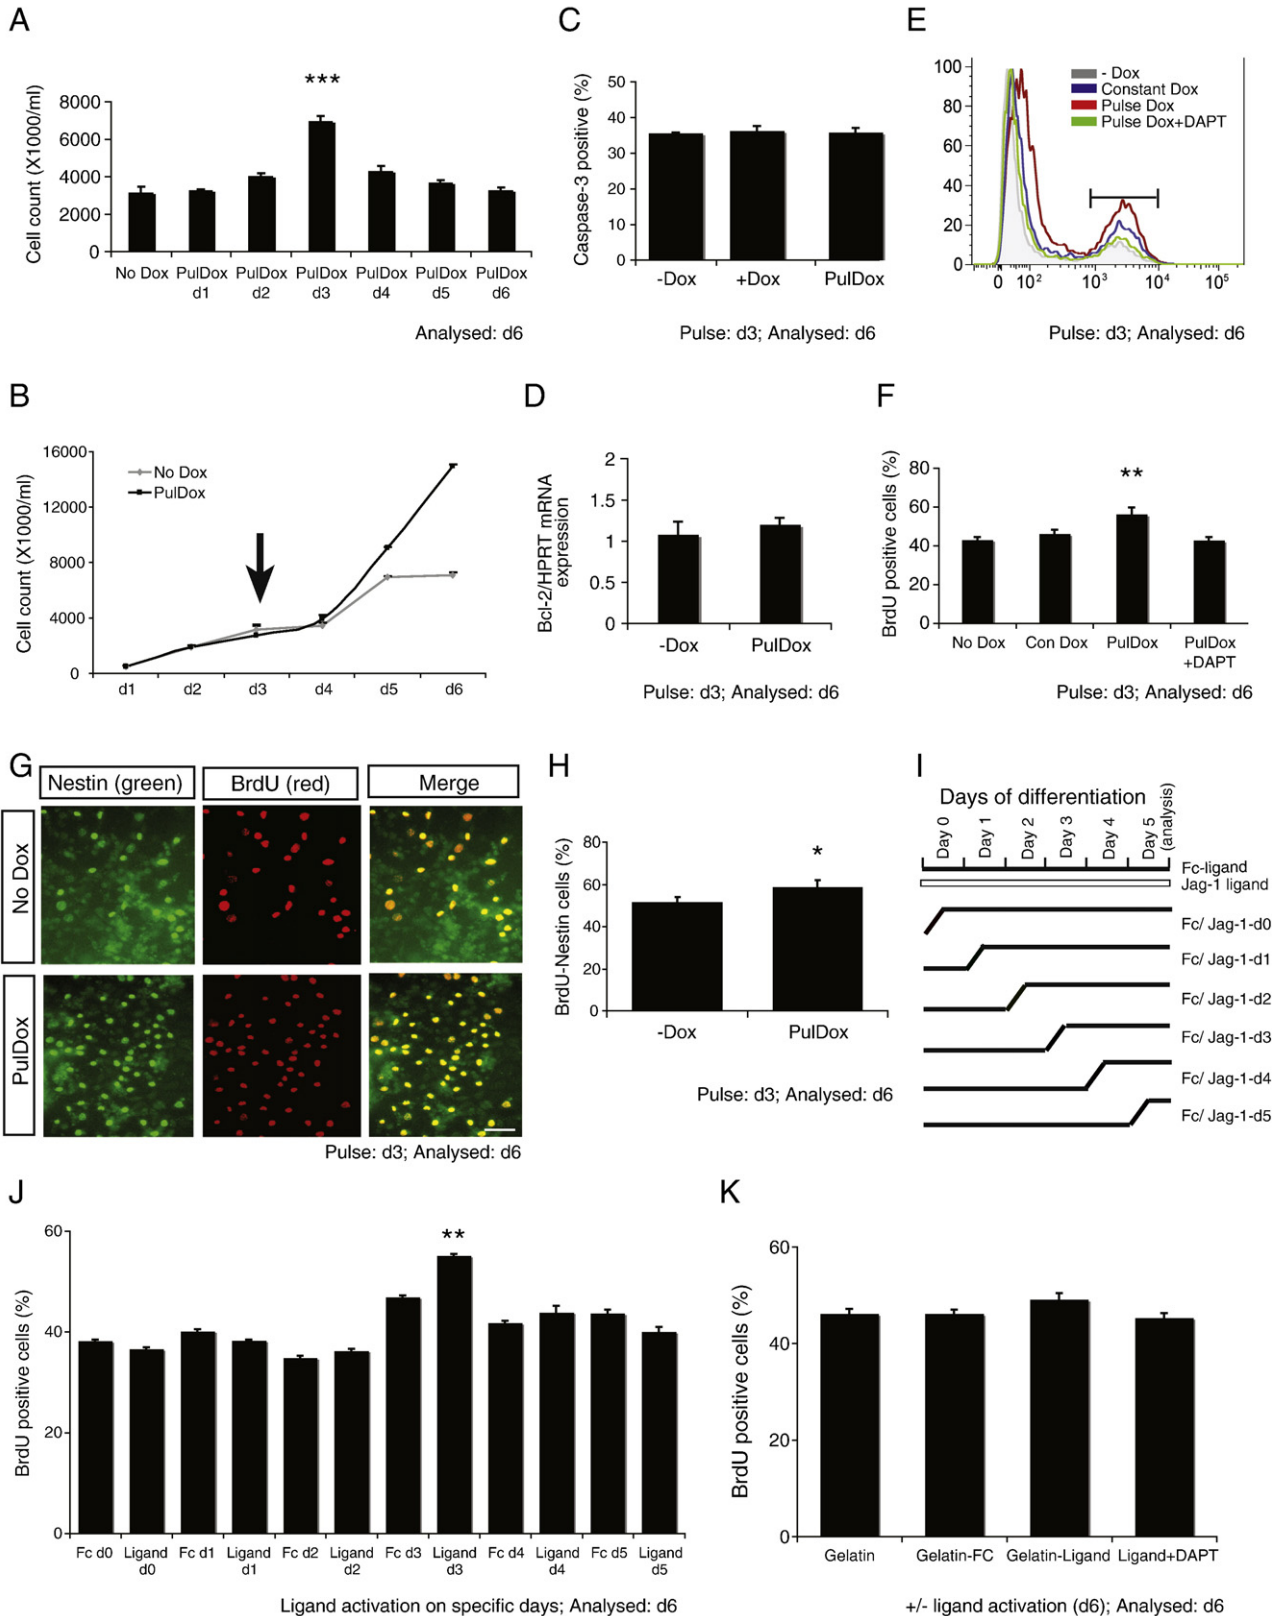 A
Cell count (X1000/ml)
8000
6000
4000
2000
0
***
No Dox PulDox d1 PulDox d2 PulDox d3 PulDox d4 PulDox d5 PulDox d6
Analysed: d6
C
Caspase-3 positive (%)
50
40
30
20
10
0
-Dox +Dox PulDox
Pulse: d3; Analysed: d6
E
100
80
60
40
20
0
- Dox
Constant Dox
Pulse Dox
Pulse Dox+DAPT
0 10² 10³ 10⁴ 10⁵
Pulse: d3; Analysed: d6
B
Cell count (X1000/ml)
16000
12000
8000
4000
0
No Dox
PulDox
d1 d2 d3 d4 d5 d6
D
Bcl-2/HPRT mRNA
expression
2
1.5
1
0.5
0
-Dox PulDox
Pulse: d3; Analysed: d6
F
BrdU positive cells (%)
80
60
40
20
0
**
No Dox Con Dox PulDox PulDox
+DAPT
Pulse: d3; Analysed: d6
G
Nestin (green) BrdU (red) Merge
No Dox
PulDox
Pulse: d3; Analysed: d6
H
BrdU-Nestin cells (%)
80
60
40
20
0
*
-Dox PulDox
Pulse: d3; Analysed: d6
I
Days of differentiation
Day 0 Day 1 Day 2 Day 3 Day 4 Day 5
(analysis)
Fc-ligand
Jag-1 ligand
Fc/ Jag-1-d0
Fc/ Jag-1-d1
Fc/ Jag-1-d2
Fc/ Jag-1-d3
Fc/ Jag-1-d4
Fc/ Jag-1-d5
J
BrdU positive cells (%)
60
40
20
0
**
Fc d0 Ligand d0 Fc d1 Ligand d1 Fc d2 Ligand d2 Fc d3 Ligand d3 Fc d4 Ligand d4 Fc d5 Ligand d5
Ligand activation on specific days; Analysed: d6
K
BrdU positive cells (%)
60
40
20
0
Gelatin Gelatin-FC Gelatin-Ligand Ligand+DAPT
+/- ligand activation (d6); Analysed: d6